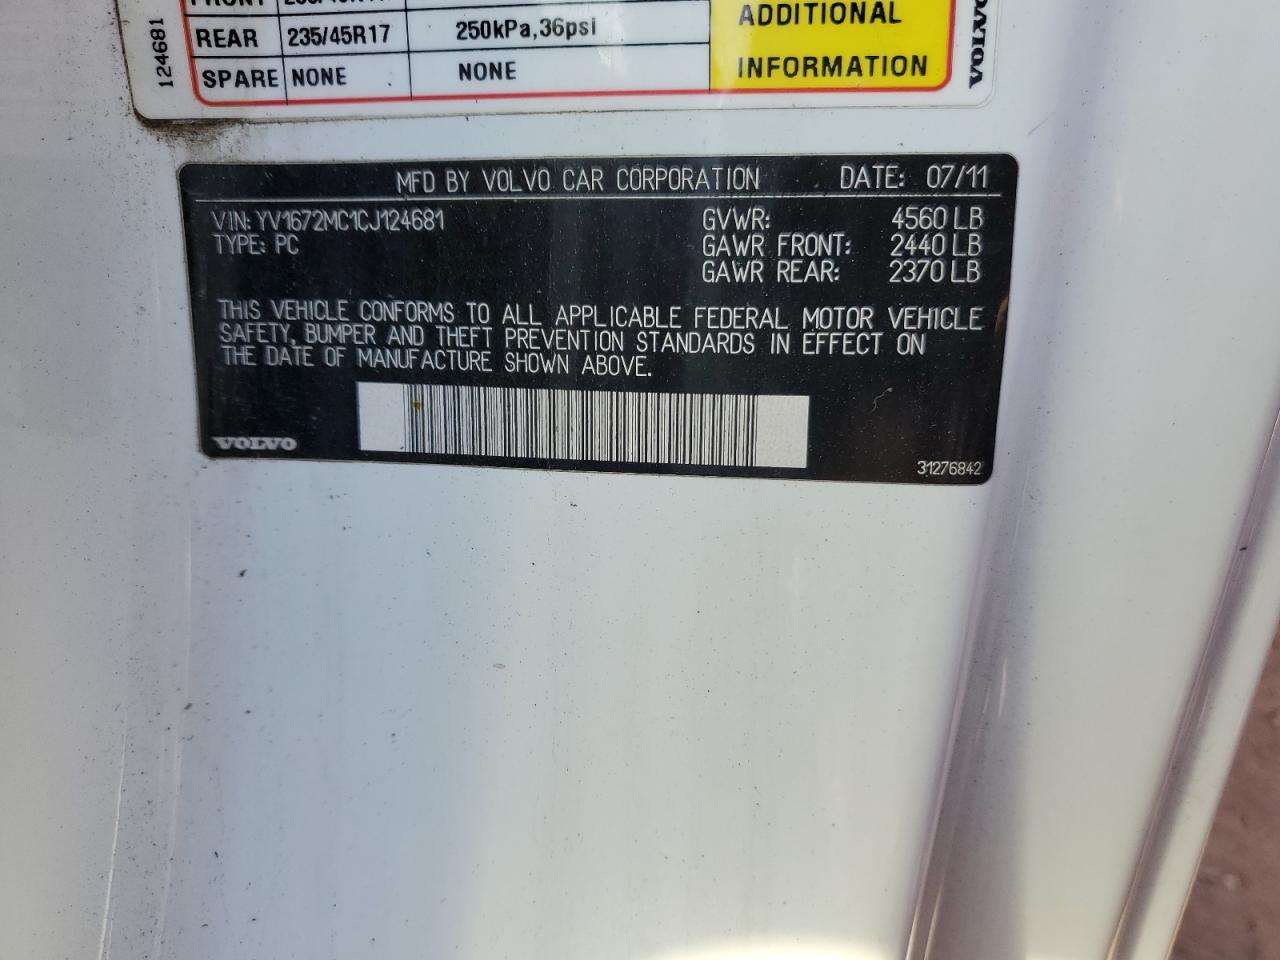 REAR 235/45R17 250kPa,36psi
SPARE NONE NONE
ADDITIONAL
INFORMATION
124681
VOLVO
MFD BY VOLVO CAR CORPORATION DATE: 07/11
VIN: YV1672MC1CJ124681 GVWR: 4560 LB
TYPE: PC GAWR FRONT: 2440 LB
GAWR REAR: 2370 LB
THIS VEHICLE CONFORMS TO ALL APPLICABLE FEDERAL MOTOR VEHICLE
SAFETY, BUMPER AND THEFT PREVENTION STANDARDS IN EFFECT ON
THE DATE OF MANUFACTURE SHOWN ABOVE.
VOLVO
31276842